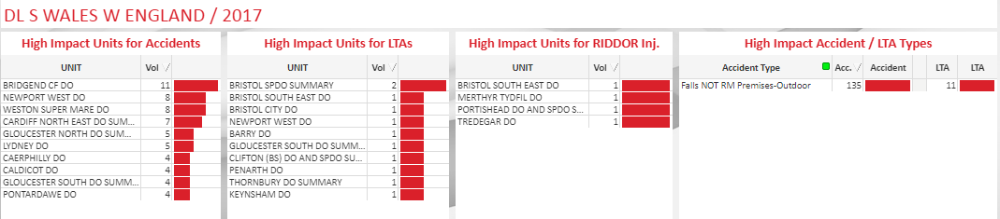 DL S WALES W ENGLAND / 2017
High Impact Units for Accidents
UNIT Vol
BRIDGEND CF DO 11
NEWPORT WEST DO 8
WESTON SUPER MARE DO 8
CARDIFF NORTH EAST DO SUM... 7
GLOUCESTER NORTH DO SUM... 5
LYDNEY DO 5
CAERPHILLY DO 4
CALDICOT DO 4
GLOUCESTER SOUTH DO SUMM... 4
PONTARDAWE DO 4
High Impact Units for LTAs
UNIT Vol
BRISTOL SPDO SUMMARY 2
BRISTOL SOUTH EAST DO 1
BRISTOL CITY DO 1
NEWPORT WEST DO 1
BARRY DO 1
GLOUCESTER SOUTH DO SUMM... 1
CLIFTON (BS) DO AND SPDO SU... 1
PENARTH DO 1
THORNBURY DO SUMMARY 1
KEYNSHAM DO 1
High Impact Units for RIDDOR Inj.
UNIT Vol
BRISTOL SOUTH EAST DO 1
MERTHYR TYDFIL DO 1
PORTISHEAD DO AND SPDO S... 1
TREDEGAR DO 1
High Impact Accident / LTA Types
Accident Type Acc. Accident LTA LTA
Falls NOT RM Premises-Outdoor 135 11